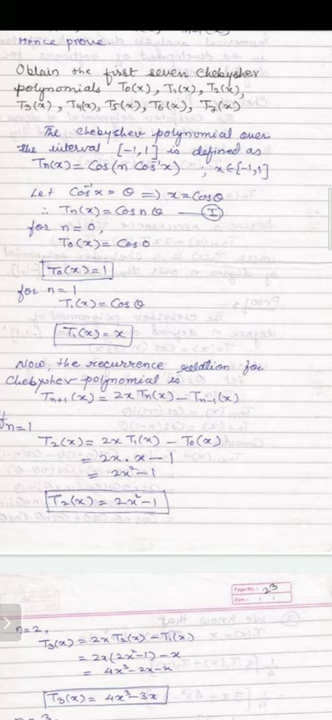 Hence prove
Obtain the first seven Chebyshev
polynomials T₀(x), T₁(x), T₂(x),
T₃(x), T₄(x), T₅(x), T₆(x), T₇(x)
The chebyshev polynomial over
the interval [-1,1] is defined as
Tₙ(x) = Cos(n Cos⁻¹x) ; x∈[-1,1]
Let Cos⁻¹x = θ ⇒ x = Cosθ
∴ Tₙ(x) = Cos nθ — (I)
for n=0,
T₀(x) = Cos 0
T₀(x) = 1
for n=1
T₁(x) = Cos θ
T₁(x) = x
Now, the recurrence relation for
Chebyshev polynomial is
Tₙ₊₁(x) = 2x Tₙ(x) – Tₙ₋₁(x)
n=1
T₂(x) = 2x T₁(x) – T₀(x)
= 2x . x – 1
= 2x² – 1
T₂(x) = 2x² – 1
Page No.: 23
Date:
n=2,
T₃(x) = 2x T₂(x) – T₁(x)
= 2x(2x²-1) – x
= 4x³ – 2x – x
T₃(x) = 4x³ – 3x
n=3